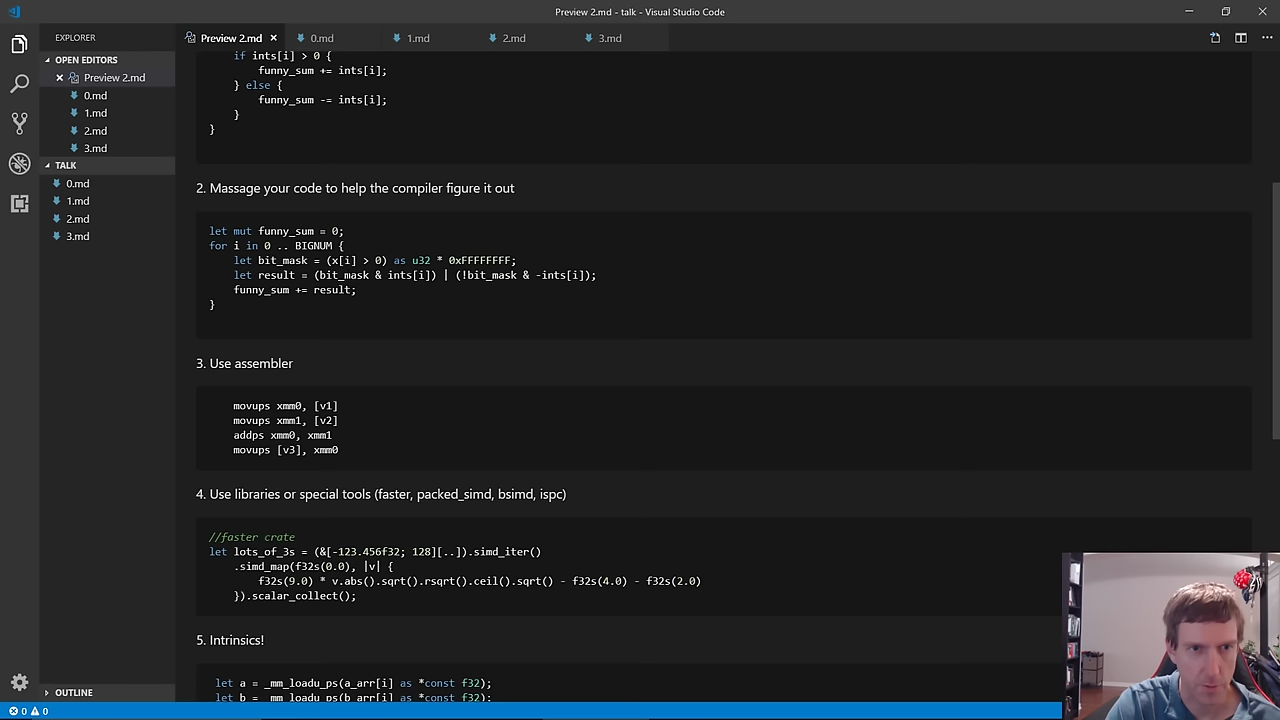 Preview 2.md - talk - Visual Studio Code
EXPLORER
OPEN EDITORS
Preview 2.md
0.md
1.md
2.md
3.md
TALK
0.md
1.md
2.md
3.md
OUTLINE
0 0
Preview 2.md 0.md 1.md 2.md 3.md
if ints[i] > 0 {
funny_sum += ints[i];
} else {
funny_sum -= ints[i];
}
}
2. Massage your code to help the compiler figure it out
let mut funny_sum = 0;
for i in 0 .. BIGNUM {
let bit_mask = (x[i] > 0) as u32 * 0xFFFFFFFF;
let result = (bit_mask & ints[i]) | (!bit_mask & -ints[i]);
funny_sum += result;
}
3. Use assembler
movups xmm0, [v1]
movups xmm1, [v2]
addps xmm0, xmm1
movups [v3], xmm0
4. Use libraries or special tools (faster, packed_simd, bsimd, ispc)
//faster crate
let lots_of_3s = (&[-123.456f32; 128][..]).simd_iter()
.simd_map(f32s(0.0), |v| {
f32s(9.0) * v.abs().sqrt().rsqrt().ceil().sqrt() - f32s(4.0) - f32s(2.0)
}).scalar_collect();
5. Intrinsics!
let a = _mm_loadu_ps(a_arr[i] as *const f32);
let b = _mm_loadu_ps(b_arr[i] as *const f32);